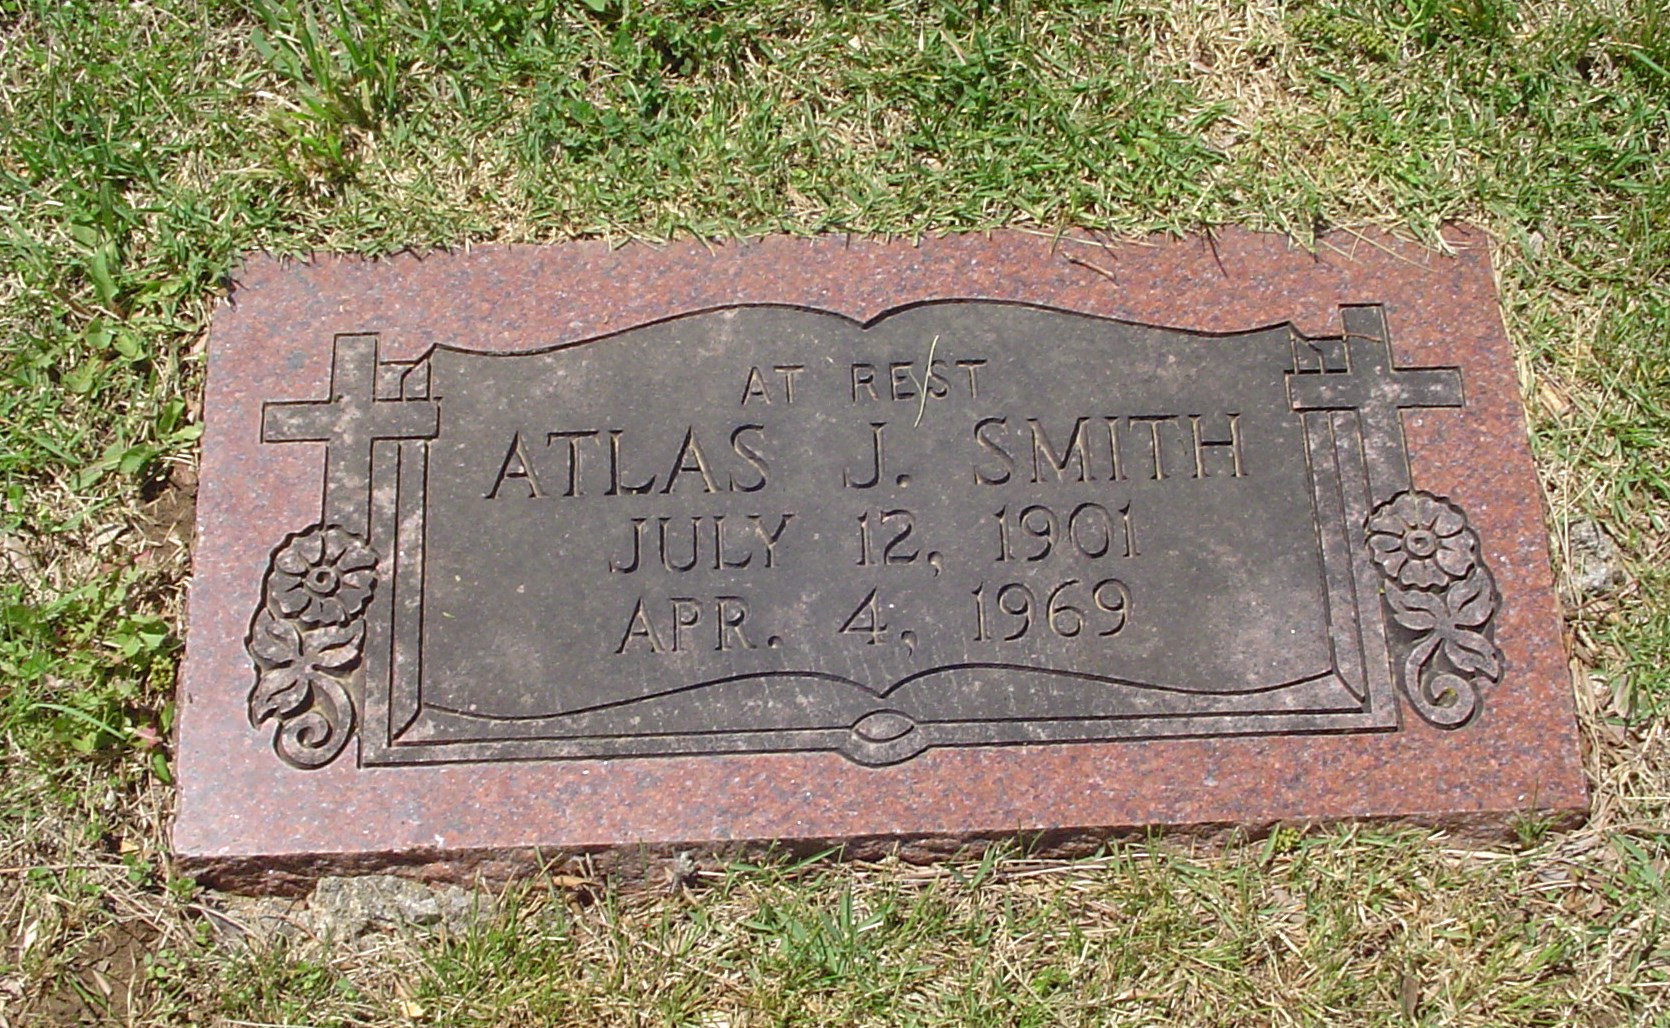 AT REST
ATLAS J. SMITH
JULY 12, 1901
APR. 4, 1969